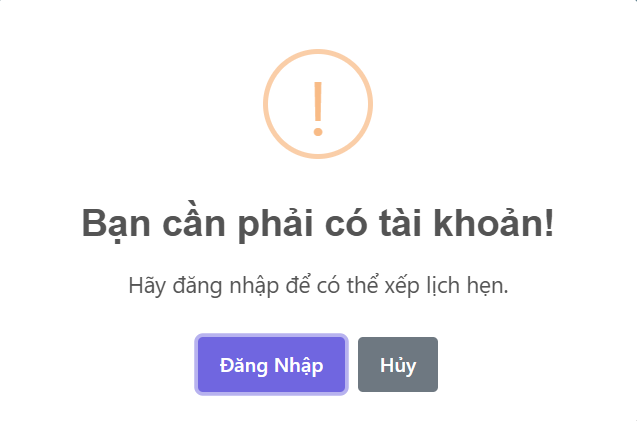 Bạn cần phải có tài khoản!
Hãy đăng nhập để có thể xếp lịch hẹn.
Đăng Nhập Hủy